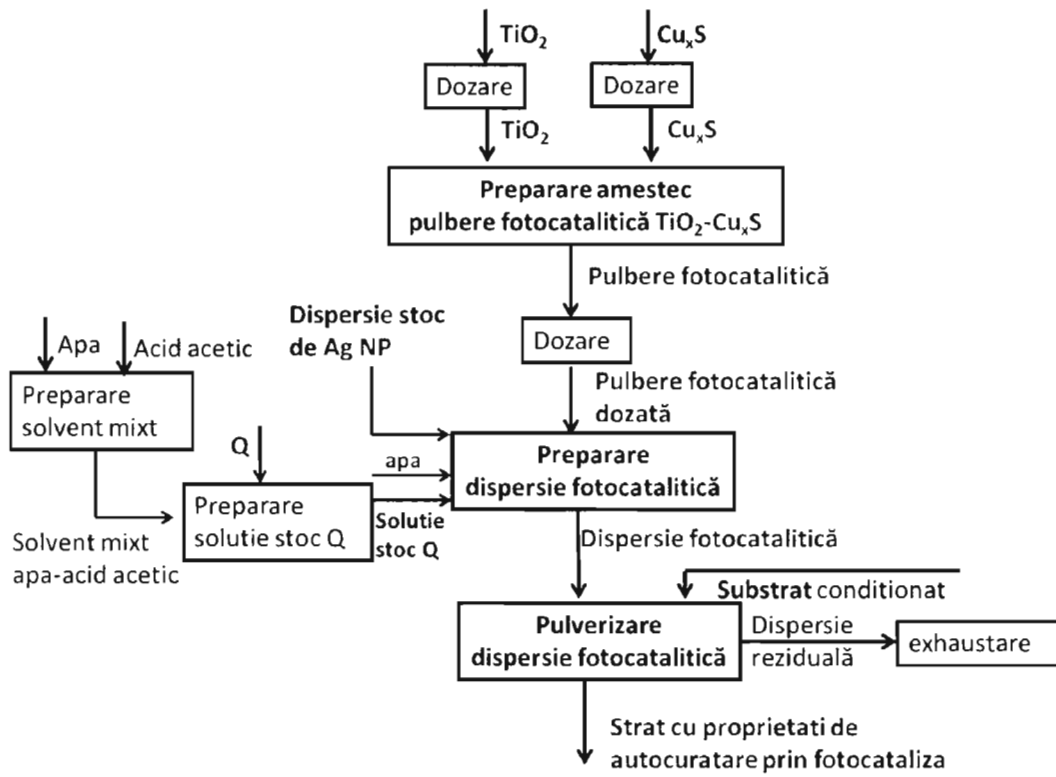 TiO₂
CuₓS
Dozare
Dozare
TiO₂
CuₓS
Preparare amestec
pulbere fotocatalitică TiO₂-CuₓS
Pulbere fotocatalitică
Dispersie stoc
de Ag NP
Dozare
Apa
Acid acetic
Pulbere fotocatalitică
dozată
Preparare
solvent mixt
Q
apa
Preparare
dispersie fotocatalitică
Preparare
solutie stoc Q
Solutie
stoc Q
Solvent mixt
apa-acid acetic
Dispersie fotocatalitică
Substrat conditionat
Pulverizare
dispersie fotocatalitică
Dispersie
reziduală
exhaustare
Strat cu proprietati de
autocuratare prin fotocataliza